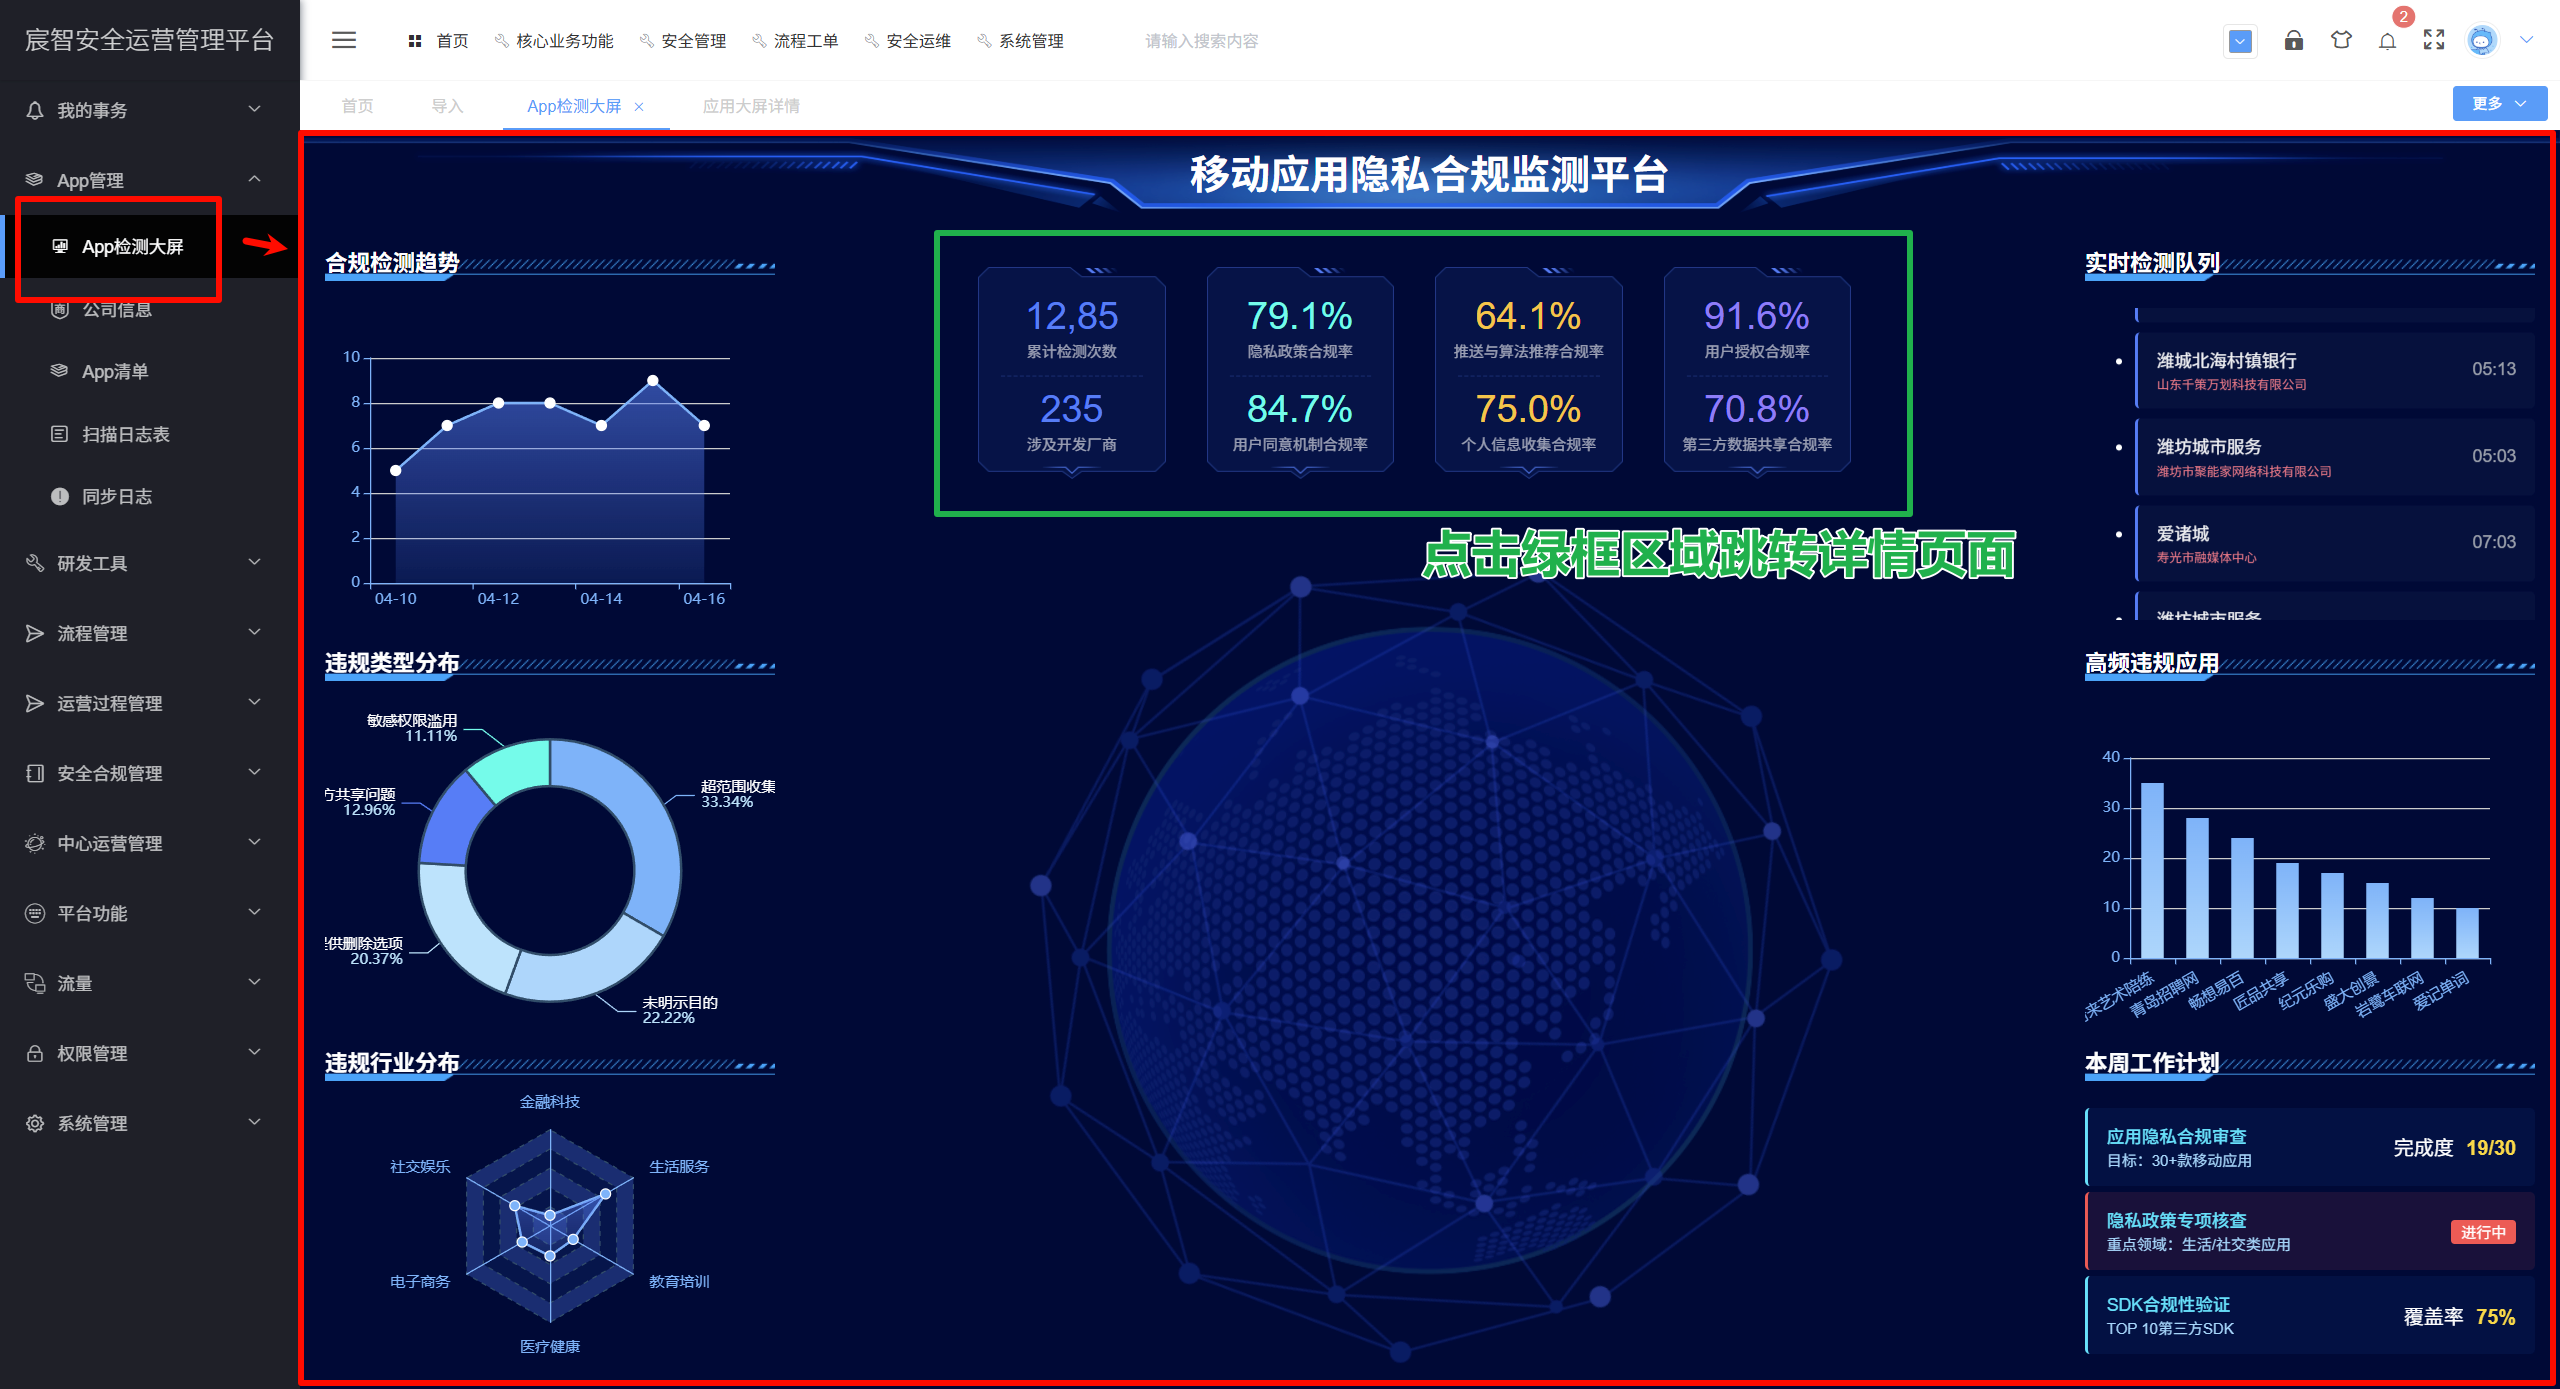 宸智安全运营管理平台
首页
核心业务功能
安全管理
流程工单
安全运维
系统管理
请输入搜索内容
2
首页
导入
App检测大屏
应用大屏详情
更多
我的事务
App管理
App检测大屏
公司信息
App清单
扫描日志表
同步日志
研发工具
流程管理
运营过程管理
安全合规管理
中心运营管理
平台功能
流量
权限管理
系统管理
移动应用隐私合规监测平台
合规检测趋势
10
8
6
4
2
0
04-10
04-12
04-14
04-16
违规类型分布
敏感权限滥用
11.11%
方共享问题
12.96%
超范围收集
33.34%
供删除选项
20.37%
未明示目的
22.22%
违规行业分布
金融科技
社交娱乐
生活服务
电子商务
教育培训
医疗健康
12,85
累计检测次数
235
涉及开发厂商
79.1%
隐私政策合规率
84.7%
用户同意机制合规率
64.1%
推送与算法推荐合规率
75.0%
个人信息收集合规率
91.6%
用户授权合规率
70.8%
第三方数据共享合规率
点击绿框区域跳转详情页面
实时检测队列
潍城北海村镇银行
山东千策万划科技有限公司
05:13
潍坊城市服务
潍坊市聚能家网络科技有限公司
05:03
爱诸城
寿光市融媒体中心
07:03
潍坊城市服务
高频违规应用
40
30
20
10
0
来艺术陪练
青岛招聘网
畅想易百
匠品共享
纪元乐购
盛大创景
岩鹭车联网
爱记单词
本周工作计划
应用隐私合规审查
目标：30+款移动应用
完成度 19/30
隐私政策专项核查
重点领域：生活/社交类应用
进行中
SDK合规性验证
TOP 10第三方SDK
覆盖率 75%